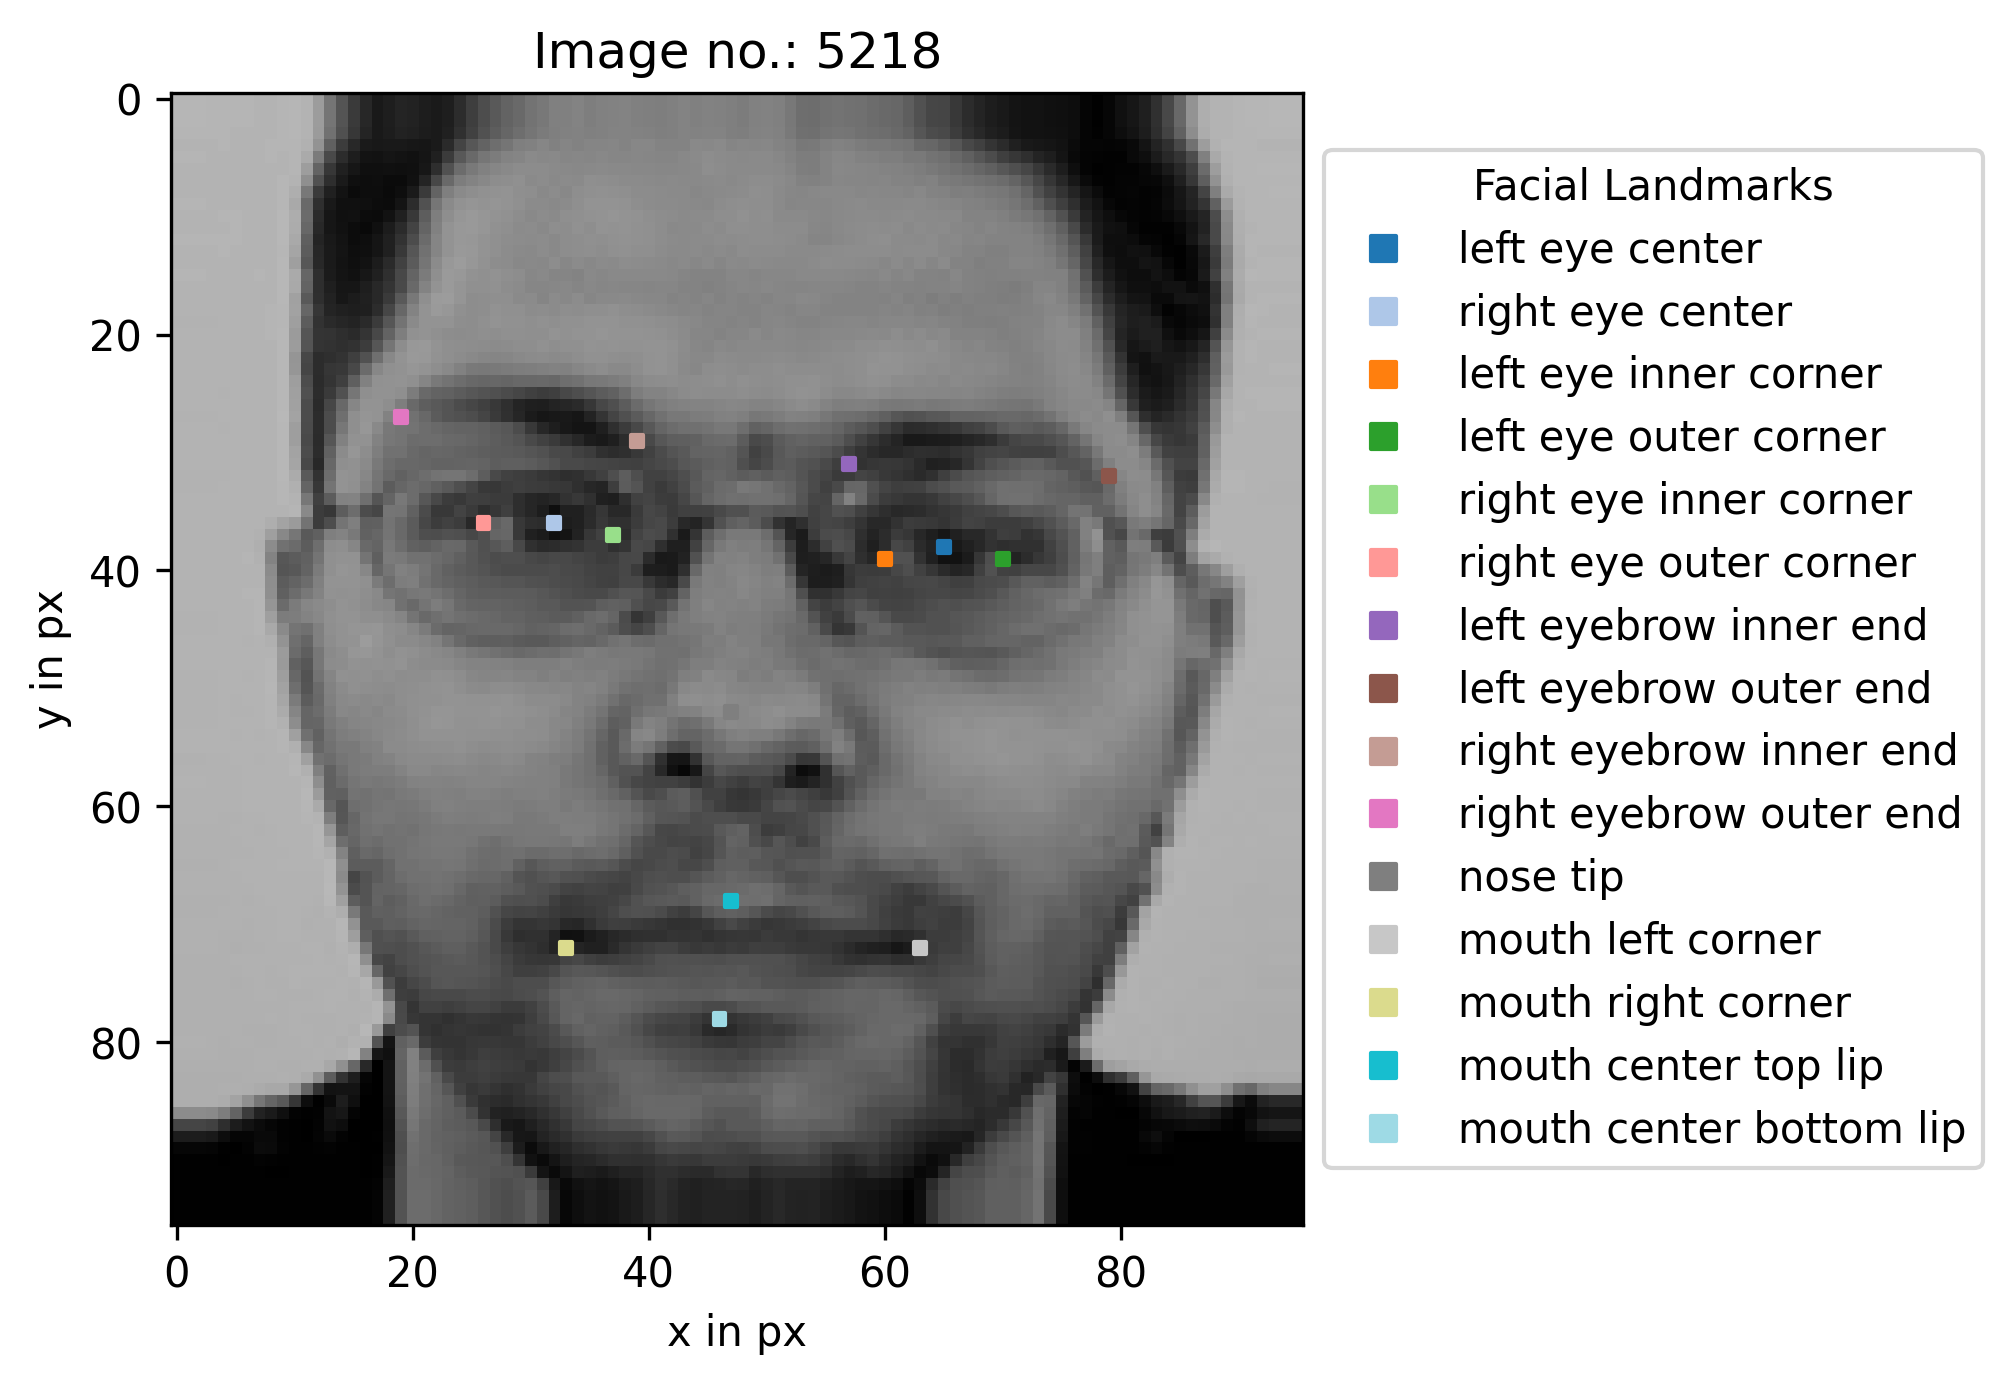 Image no.: 5218
0
20
40
60
80
y in px
0 20 40 60 80
x in px
Facial Landmarks
left eye center
right eye center
left eye inner corner
left eye outer corner
right eye inner corner
right eye outer corner
left eyebrow inner end
left eyebrow outer end
right eyebrow inner end
right eyebrow outer end
nose tip
mouth left corner
mouth right corner
mouth center top lip
mouth center bottom lip